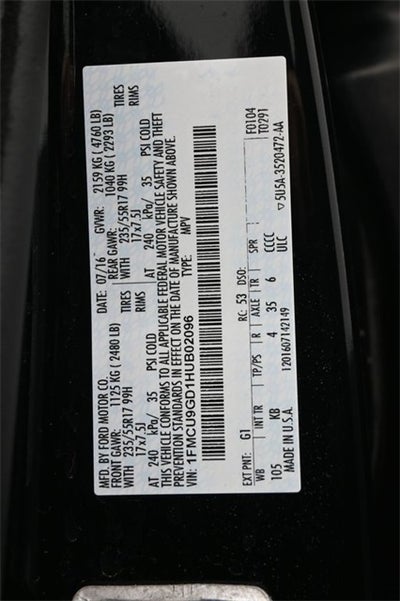 MFD. BY FORD MOTOR CO.
DATE: 07/16 GVWR: 2159 KG ( 4760 LB)
FRONT GAWR: 1125 KG ( 2480 LB) REAR GAWR: 1040 KG ( 2293 LB)
WITH 235/55R17 99H TIRES WITH 235/55R17 99H TIRES
17x7.5J RIMS 17x7.5J RIMS
AT 240 kPa/ 35 PSI COLD AT 240 kPa/ 35 PSI COLD
THIS VEHICLE CONFORMS TO ALL APPLICABLE FEDERAL MOTOR VEHICLE SAFETY AND THEFT
PREVENTION STANDARDS IN EFFECT ON THE DATE OF MANUFACTURE SHOWN ABOVE.
VIN: 1FMCU9GD1HUB02096 TYPE: MPV
F0104
T0291
EXT PNT: G1 RC: 53 DSO:
WB INT TR TP/PS R AXLE TR SPR
105 KB 4 35 6 CCCC
ULC
MADE IN U.S.A. 1201607142149
▽5U5A-3520472-AA